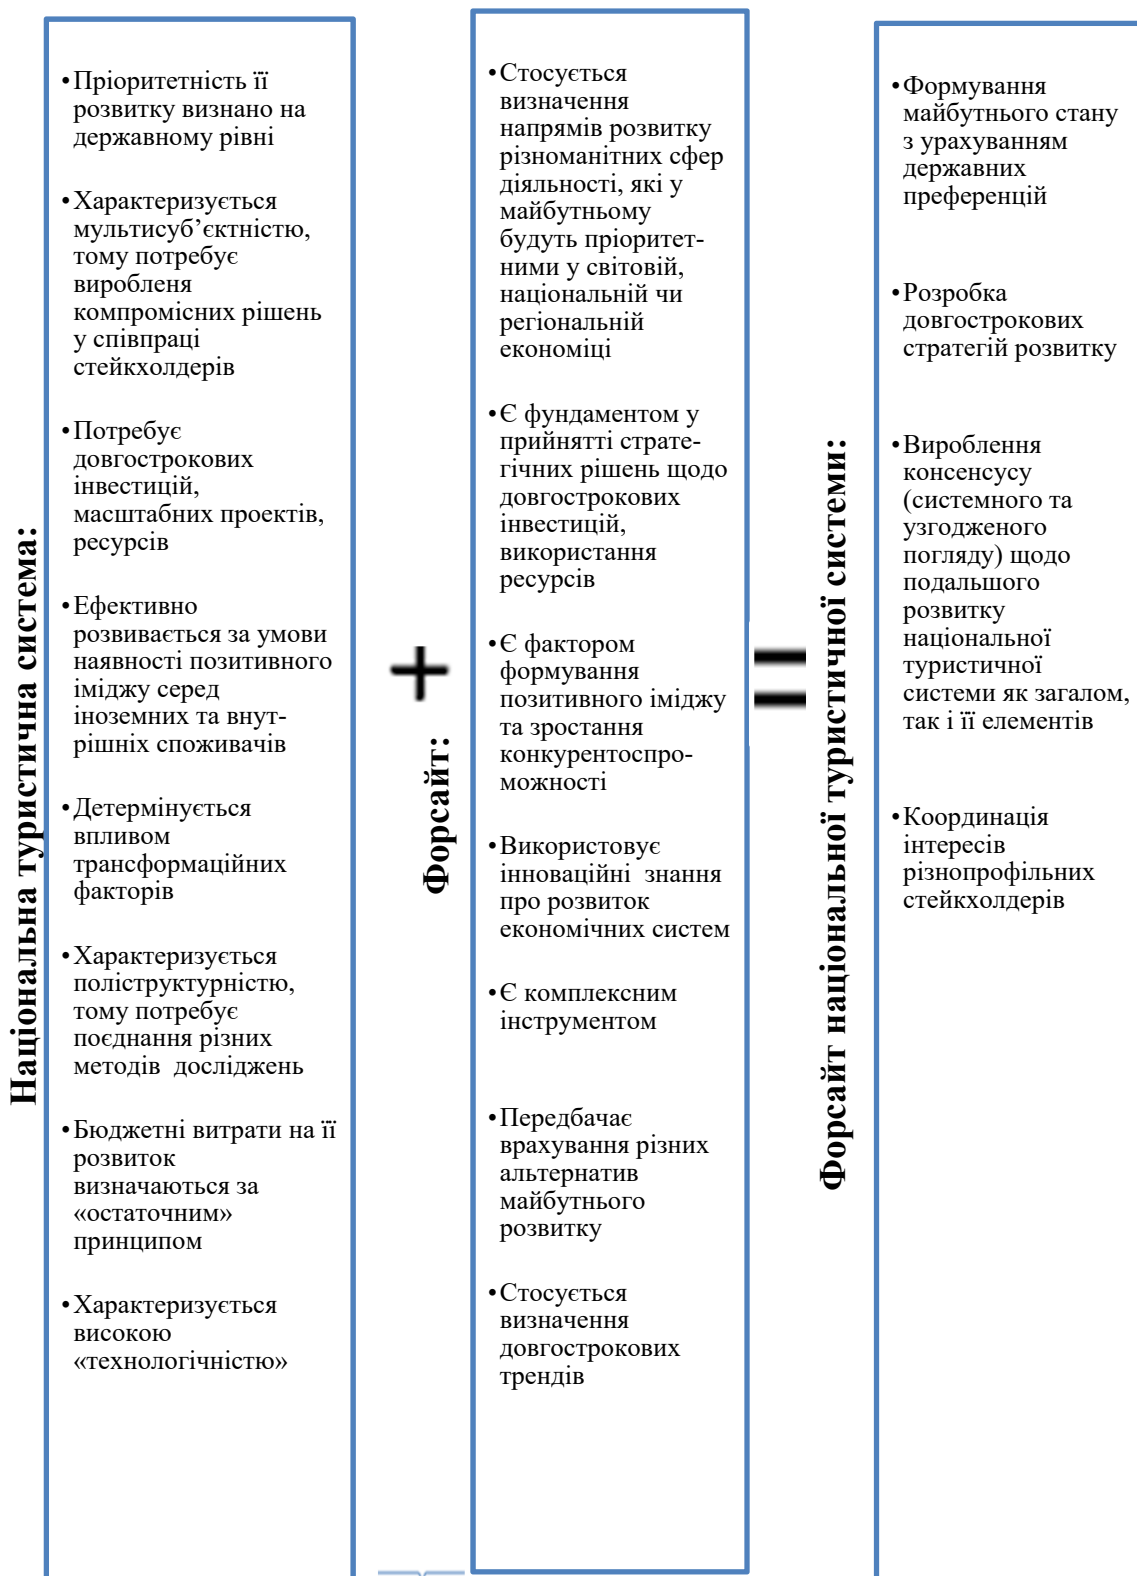 Національна туристична система:
•Пріоритетність її
розвитку визнано на
державному рівні
•Характеризується
мультисуб’єктністю,
тому потребує
виробленя
компромісних рішень
у співпраці
стейкхолдерів
•Потребує
довгострокових
інвестицій,
масштабних проектів,
ресурсів
•Ефективно
розвивається за умови
наявності позитивного
іміджу серед
іноземних та внут-
рішніх споживачів
•Детермінується
впливом
трансформаційних
факторів
•Характеризується
поліструктурністю,
тому потребує
поєднання різних
методів досліджень
•Бюджетні витрати на її
розвиток
визначаються за
«остаточним»
принципом
•Характеризується
високою
«технологічністю»
+
Форсайт:
•Стосується
визначення
напрямів розвитку
різноманітних сфер
діяльності, які у
майбутньому
будуть пріоритет-
ними у світовій,
національній чи
регіональній
економіці
•Є фундаментом у
прийнятті страте-
гічних рішень щодо
довгострокових
інвестицій,
використання
ресурсів
•Є фактором
формування
позитивного іміджу
та зростання
конкурентоспро-
можності
•Використовує
інноваційні знання
про розвиток
економічних систем
•Є комплексним
інструментом
•Передбачає
врахування різних
альтернатив
майбутнього
розвитку
•Стосується
визначення
довгострокових
трендів
=
Форсайт національної туристичної системи:
•Формування
майбутнього стану
з урахуванням
державних
преференцій
•Розробка
довгострокових
стратегій розвитку
•Вироблення
консенсусу
(системного та
узгодженого
погляду) щодо
подальшого
розвитку
національної
туристичної
системи як загалом,
так і її елементів
•Координація
інтересів
різнопрофільних
стейкхолдерів